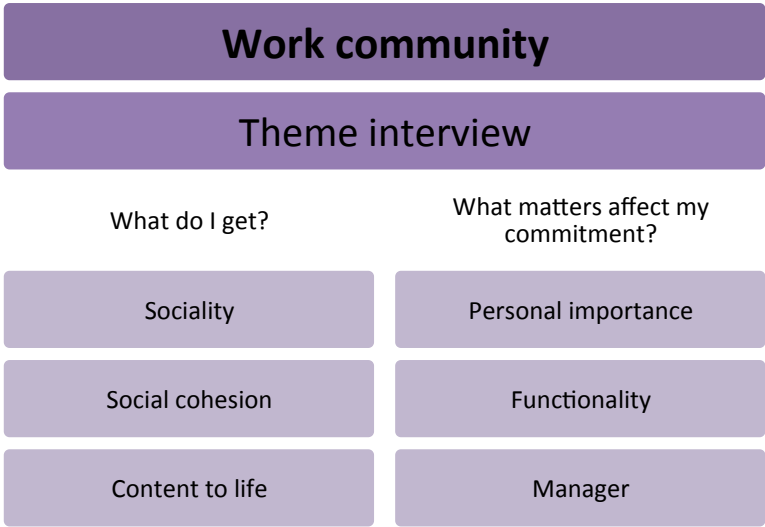 Work community
Theme interview
What do I get?
What matters affect my
commitment?
Sociality
Personal importance
Social cohesion
Functionality
Content to life
Manager